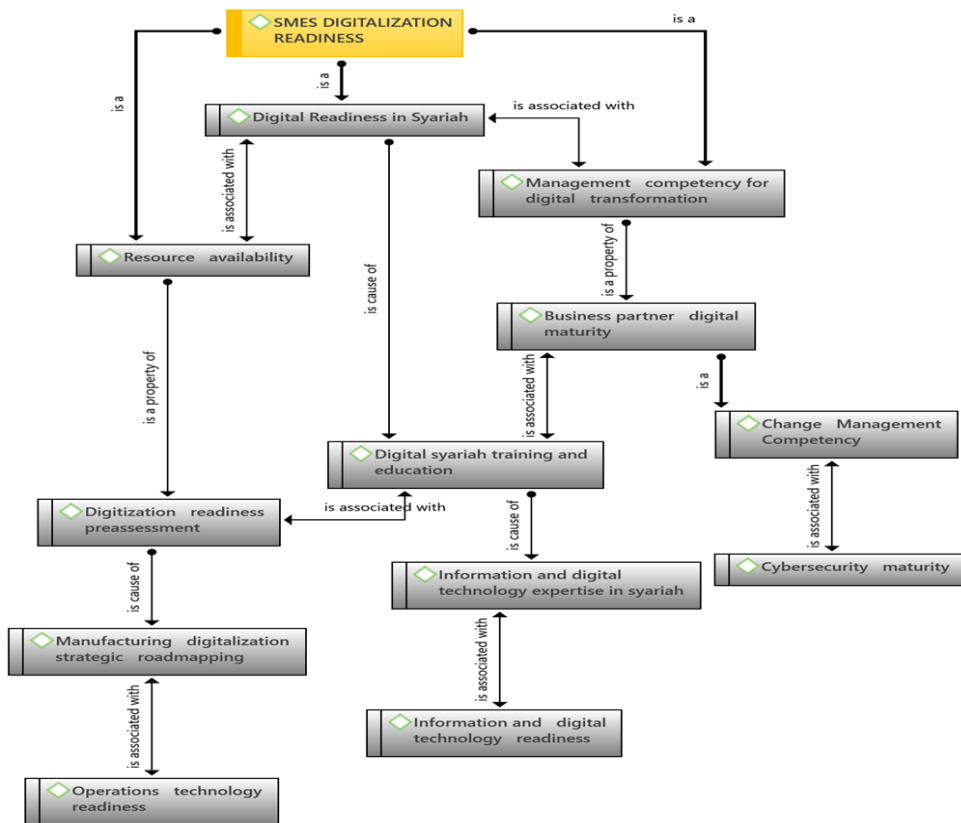 SMES DIGITALIZATION
READINESS
is a
is a
is a
Digital Readiness in Syariah
is associated with
is associated with
Management competency for
digital transformation
Resource availability
is cause of
is a property of
Business partner digital
maturity
is a property of
is associated with
is a
Change Management
Competency
Digital syariah training and
education
is associated with
Digitization readiness
preassessment
is associated with
is cause of
Cybersecurity maturity
is cause of
Information and digital
technology expertise in syariah
Manufacturing digitalization
strategic roadmapping
is associated with
is associated with
Information and digital
technology readiness
Operations technology
readiness